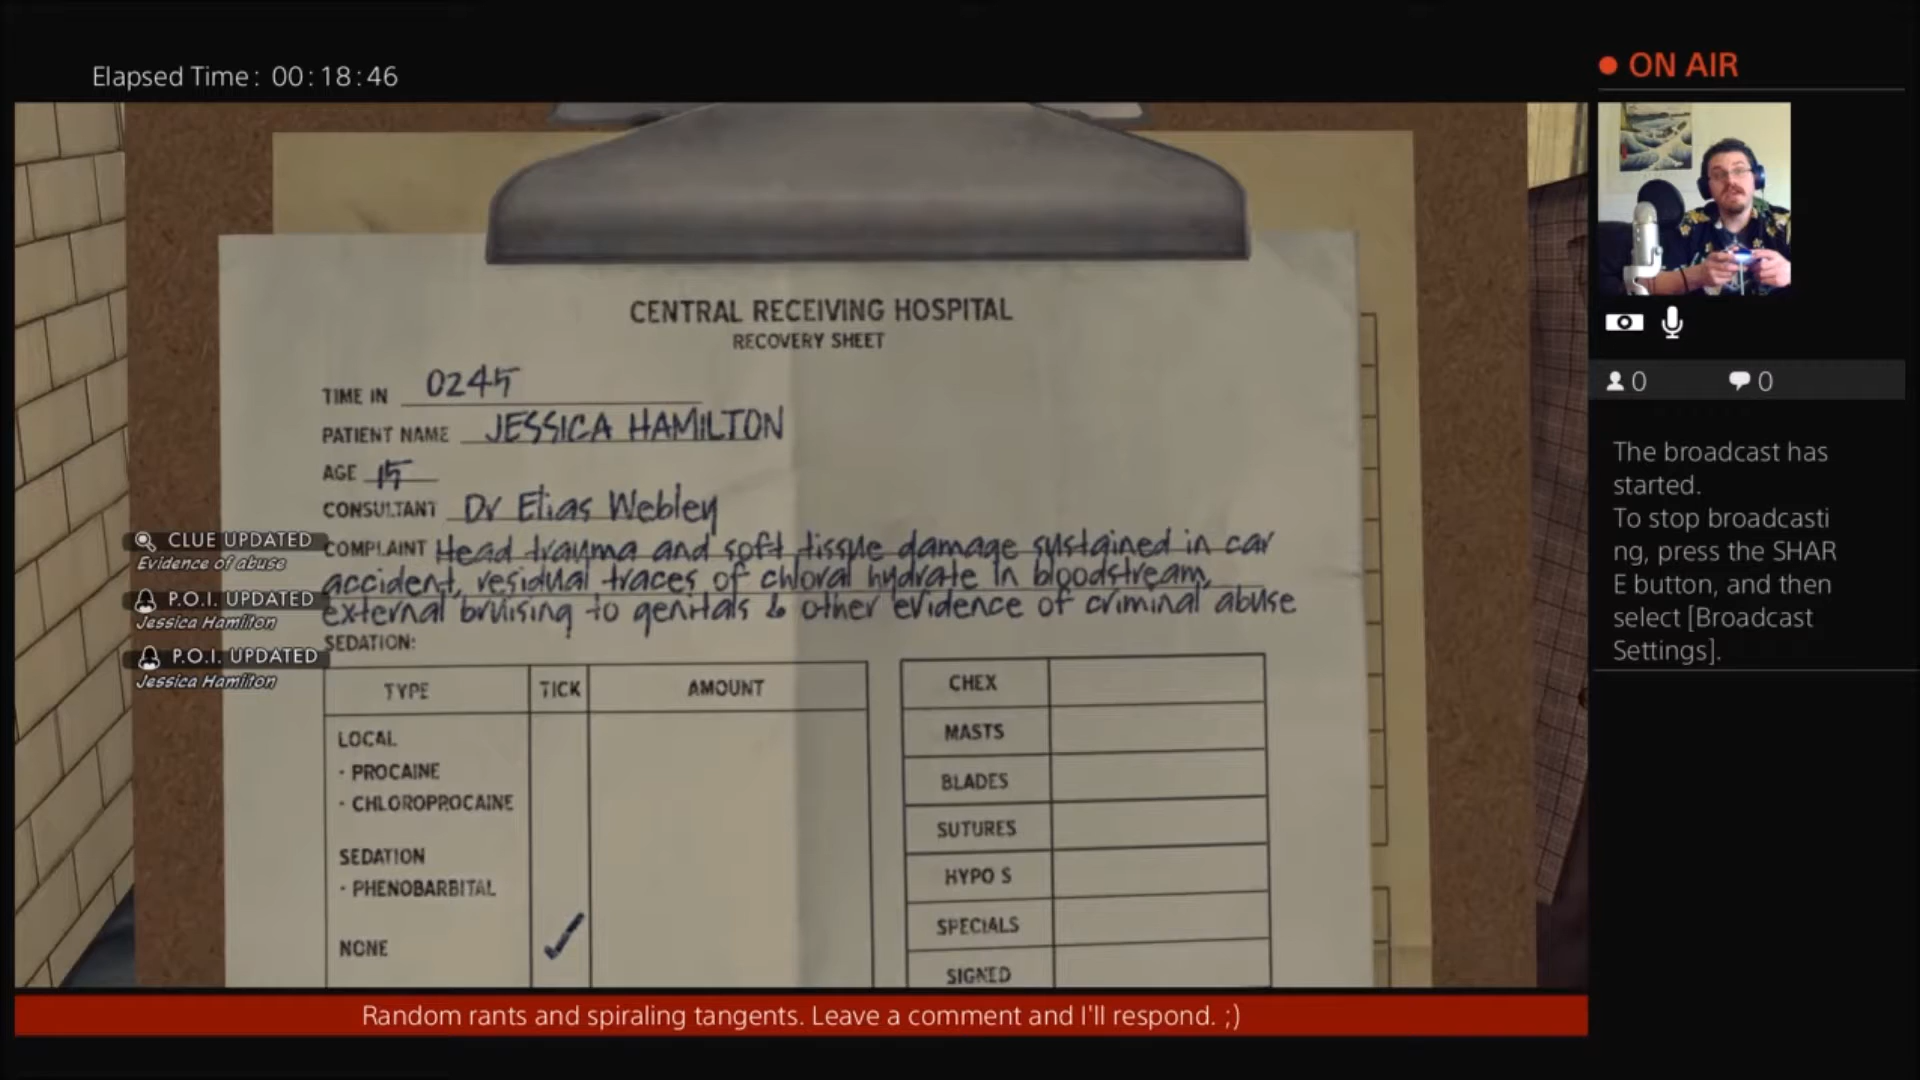 Elapsed Time: 00:18:46
ON AIR
CENTRAL RECEIVING HOSPITAL
RECOVERY SHEET
TIME IN 0245
PATIENT NAME JESSICA HAMILTON
AGE 15
CONSULTANT Dr Elias Webley
COMPLAINT Head trauma and soft tissue damage sustained in car
accident, residual traces of chloral hydrate in bloodstream,
external bruising to genitals & other evidence of criminal abuse
SEDATION:
TYPE TICK AMOUNT
LOCAL
· PROCAINE
· CHLOROPROCAINE
SEDATION
· PHENOBARBITAL
NONE
CHEX
MASTS
BLADES
SUTURES
HYPO S
SPECIALS
SIGNED
CLUE UPDATED
Evidence of abuse
P.O.I. UPDATED
Jessica Hamilton
P.O.I. UPDATED
Jessica Hamilton
0 0
The broadcast has
started.
To stop broadcasti
ng, press the SHAR
E button, and then
select [Broadcast
Settings].
Random rants and spiraling tangents. Leave a comment and I'll respond. ;)